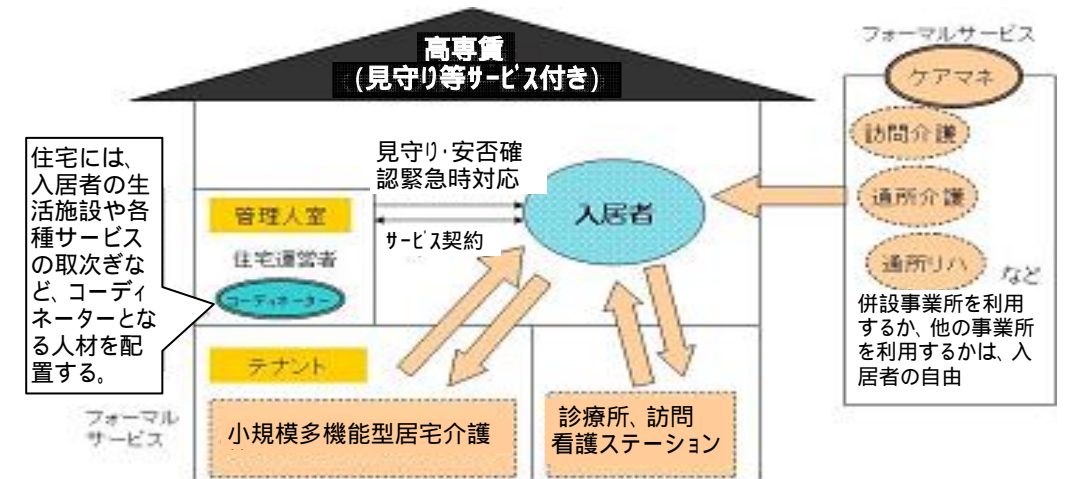 高専賃
(見守り等サービス付き)
フォーマルサービス
ケアマネ
訪問介護
通所介護
通所リハ
など
併設事業所を利用
するか、他の事業所
を利用するかは、入
居者の自由
住宅には、
入居者の生
活施設や各
種サービス
の取次ぎな
ど、コーディ
ネーターとな
る人材を配
置する。
見守り・安否確
認緊急時対応
サービス契約
入居者
管理人室
住宅運営者
コーディネーター
テナント
フォーマル
サービス
小規模多機能型居宅介護
診療所、訪問
看護ステーション